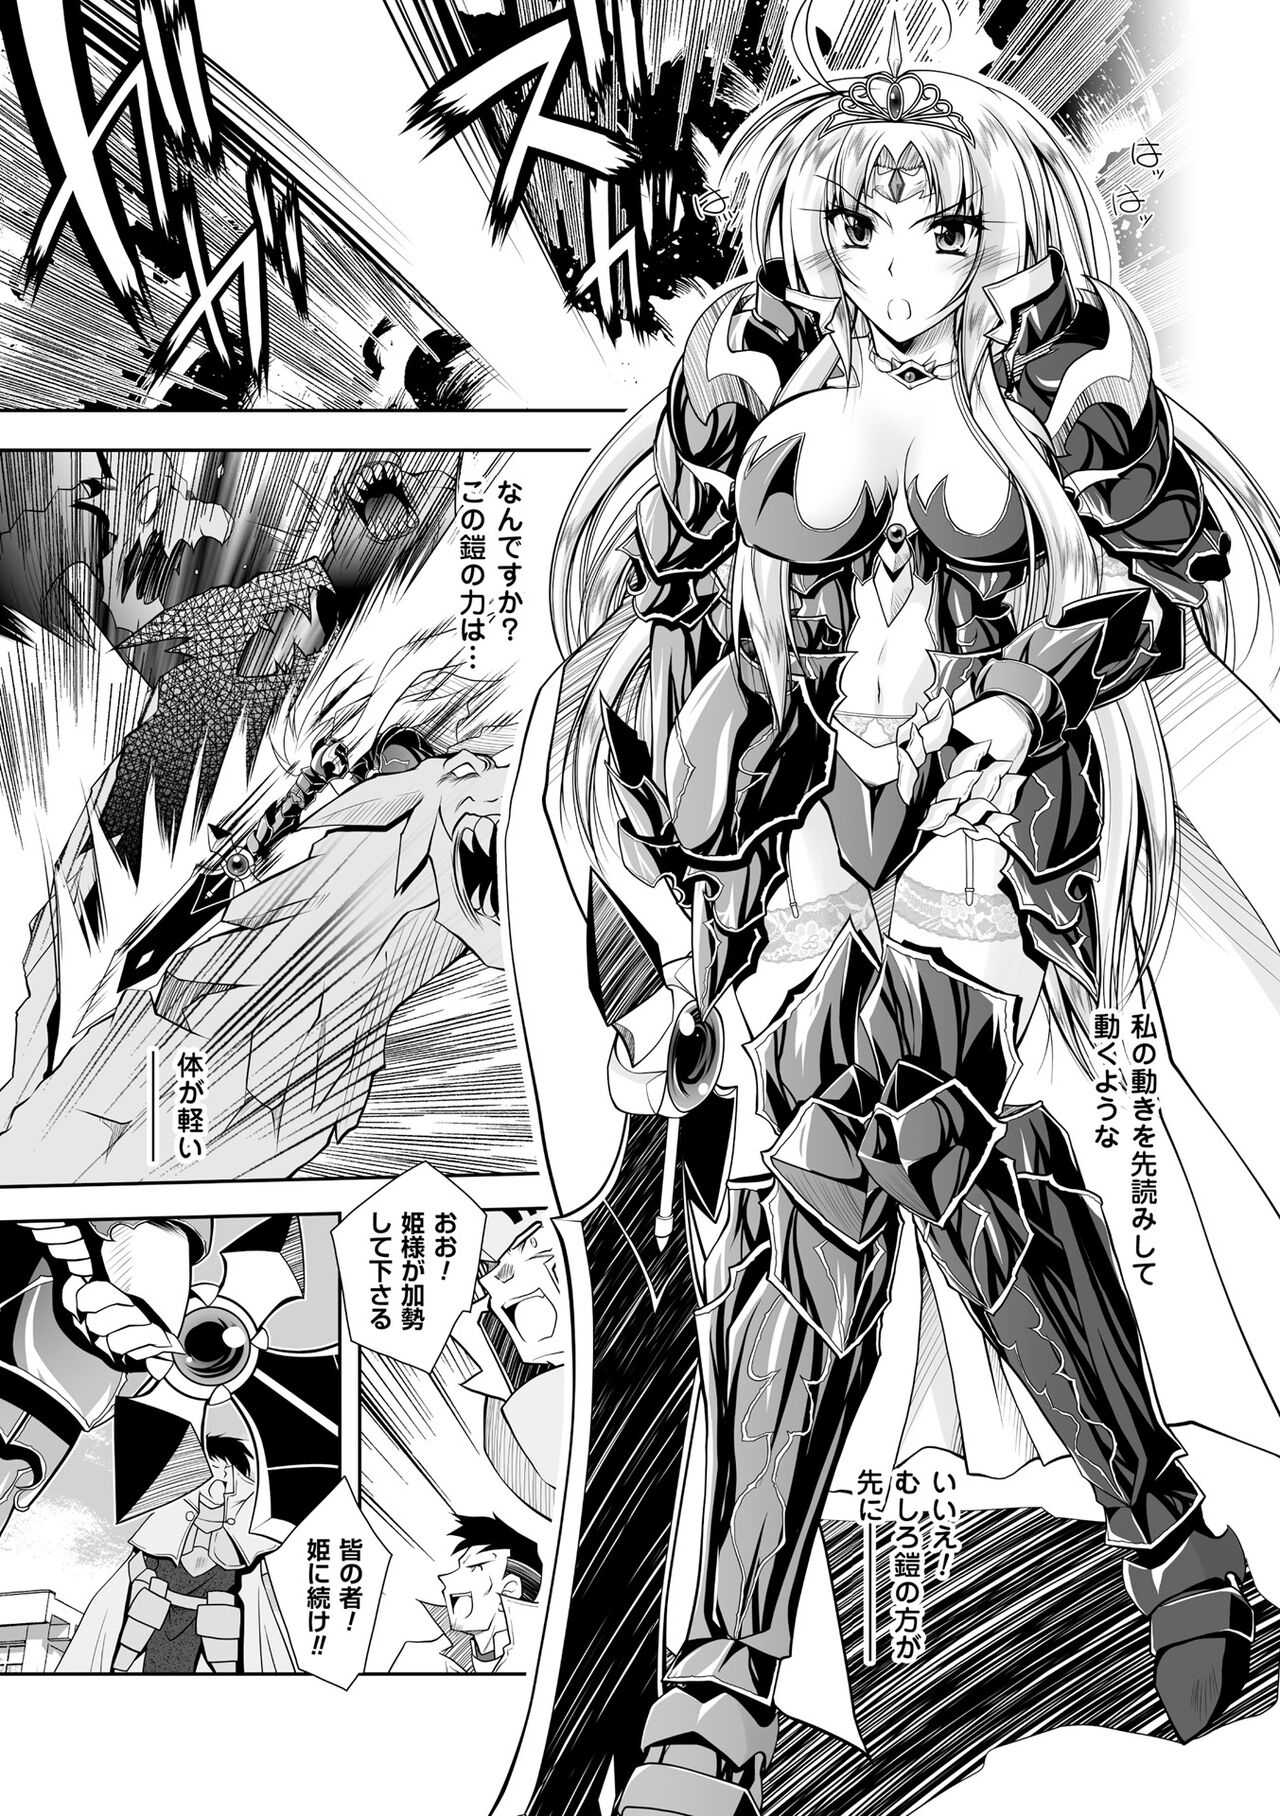 ズバッ
はッ
はッ
なんですか?
この鎧の力は…
体が軽い
──
私の動きを先読みして
動くような
いいえ!
むしろ鎧の方が
先に──
おお!
姫様が加勢
して下さる
皆の者!
姫に続け!!